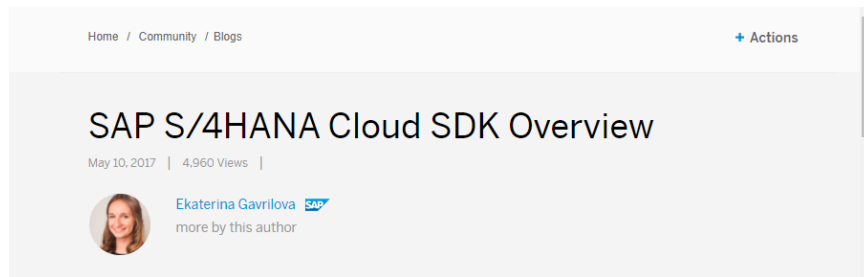 Home / Community / Blogs
+ Actions
SAP S/4HANA Cloud SDK Overview
May 10, 2017 | 4,960 Views |
Ekaterina Gavrilova SAP
more by this author